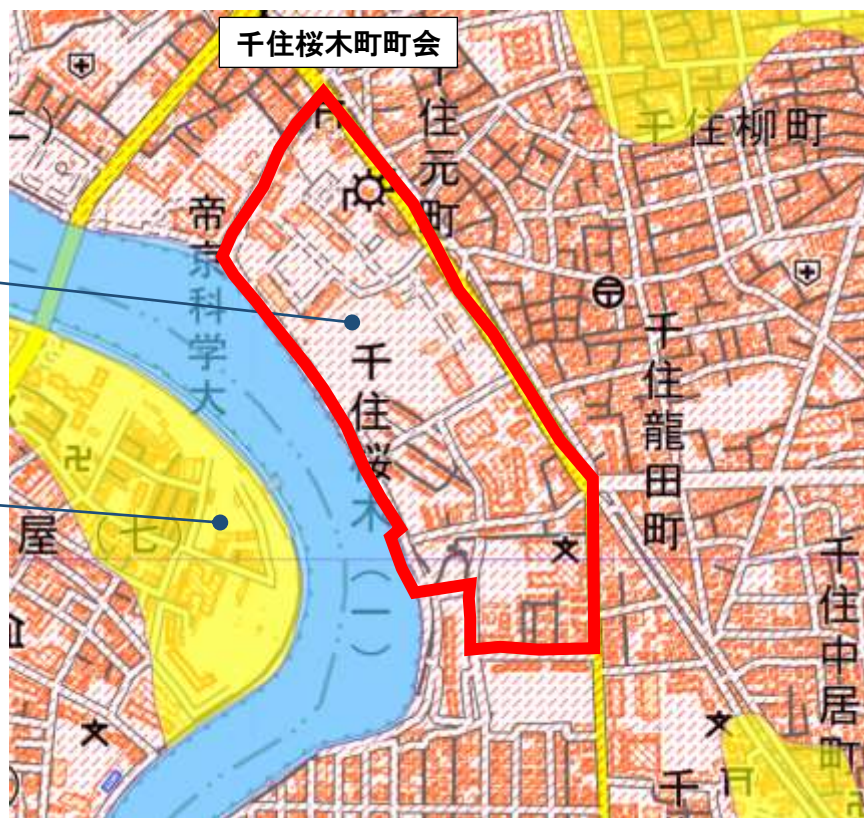 千住桜木町町会
千住元町
千住柳町
二)
帝京科学大
千住桜木(一)
千住龍田町
屋
(七)
千住中居町
千